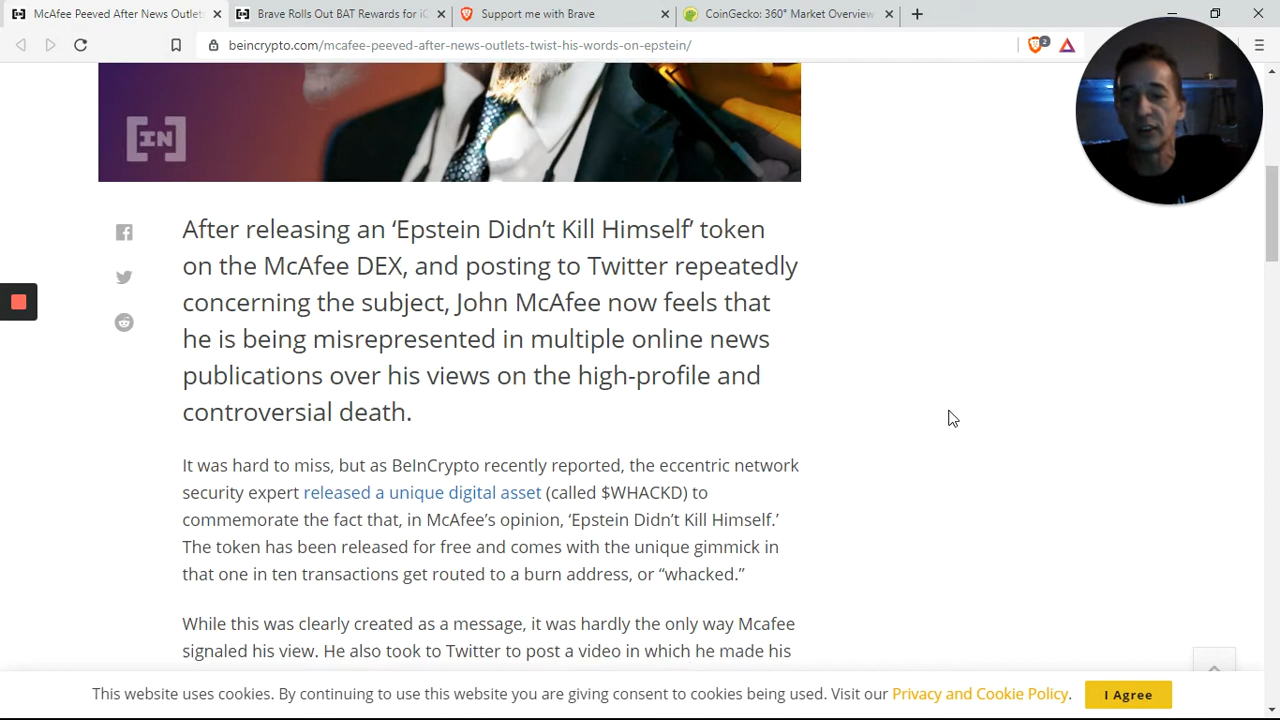 McAfee Peeved After News Outlets
Brave Rolls Out BAT Rewards for iO
Support me with Brave
CoinGecko: 360° Market Overview
beincrypto.com/mcafee-peeved-after-news-outlets-twist-his-words-on-epstein/
2
[IN]
After releasing an ‘Epstein Didn’t Kill Himself’ token
on the McAfee DEX, and posting to Twitter repeatedly
concerning the subject, John McAfee now feels that
he is being misrepresented in multiple online news
publications over his views on the high-profile and
controversial death.
It was hard to miss, but as BeInCrypto recently reported, the eccentric network
security expert released a unique digital asset (called $WHACKD) to
commemorate the fact that, in McAfee’s opinion, ‘Epstein Didn’t Kill Himself.’
The token has been released for free and comes with the unique gimmick in
that one in ten transactions get routed to a burn address, or “whacked.”
While this was clearly created as a message, it was hardly the only way Mcafee
signaled his view. He also took to Twitter to post a video in which he made his
This website uses cookies. By continuing to use this website you are giving consent to cookies being used. Visit our Privacy and Cookie Policy.
I Agree